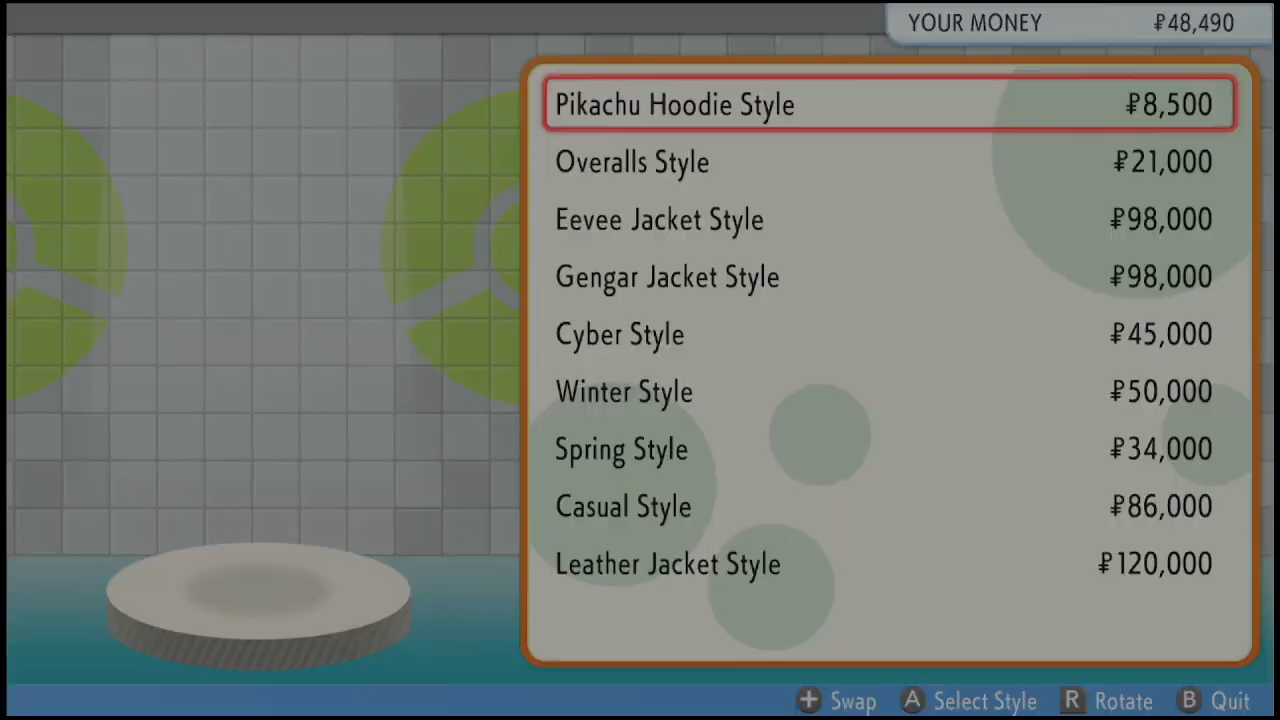 YOUR MONEY ₽48,490
Pikachu Hoodie Style ₽8,500
Overalls Style ₽21,000
Eevee Jacket Style ₽98,000
Gengar Jacket Style ₽98,000
Cyber Style ₽45,000
Winter Style ₽50,000
Spring Style ₽34,000
Casual Style ₽86,000
Leather Jacket Style ₽120,000
+ Swap A Select Style R Rotate B Quit